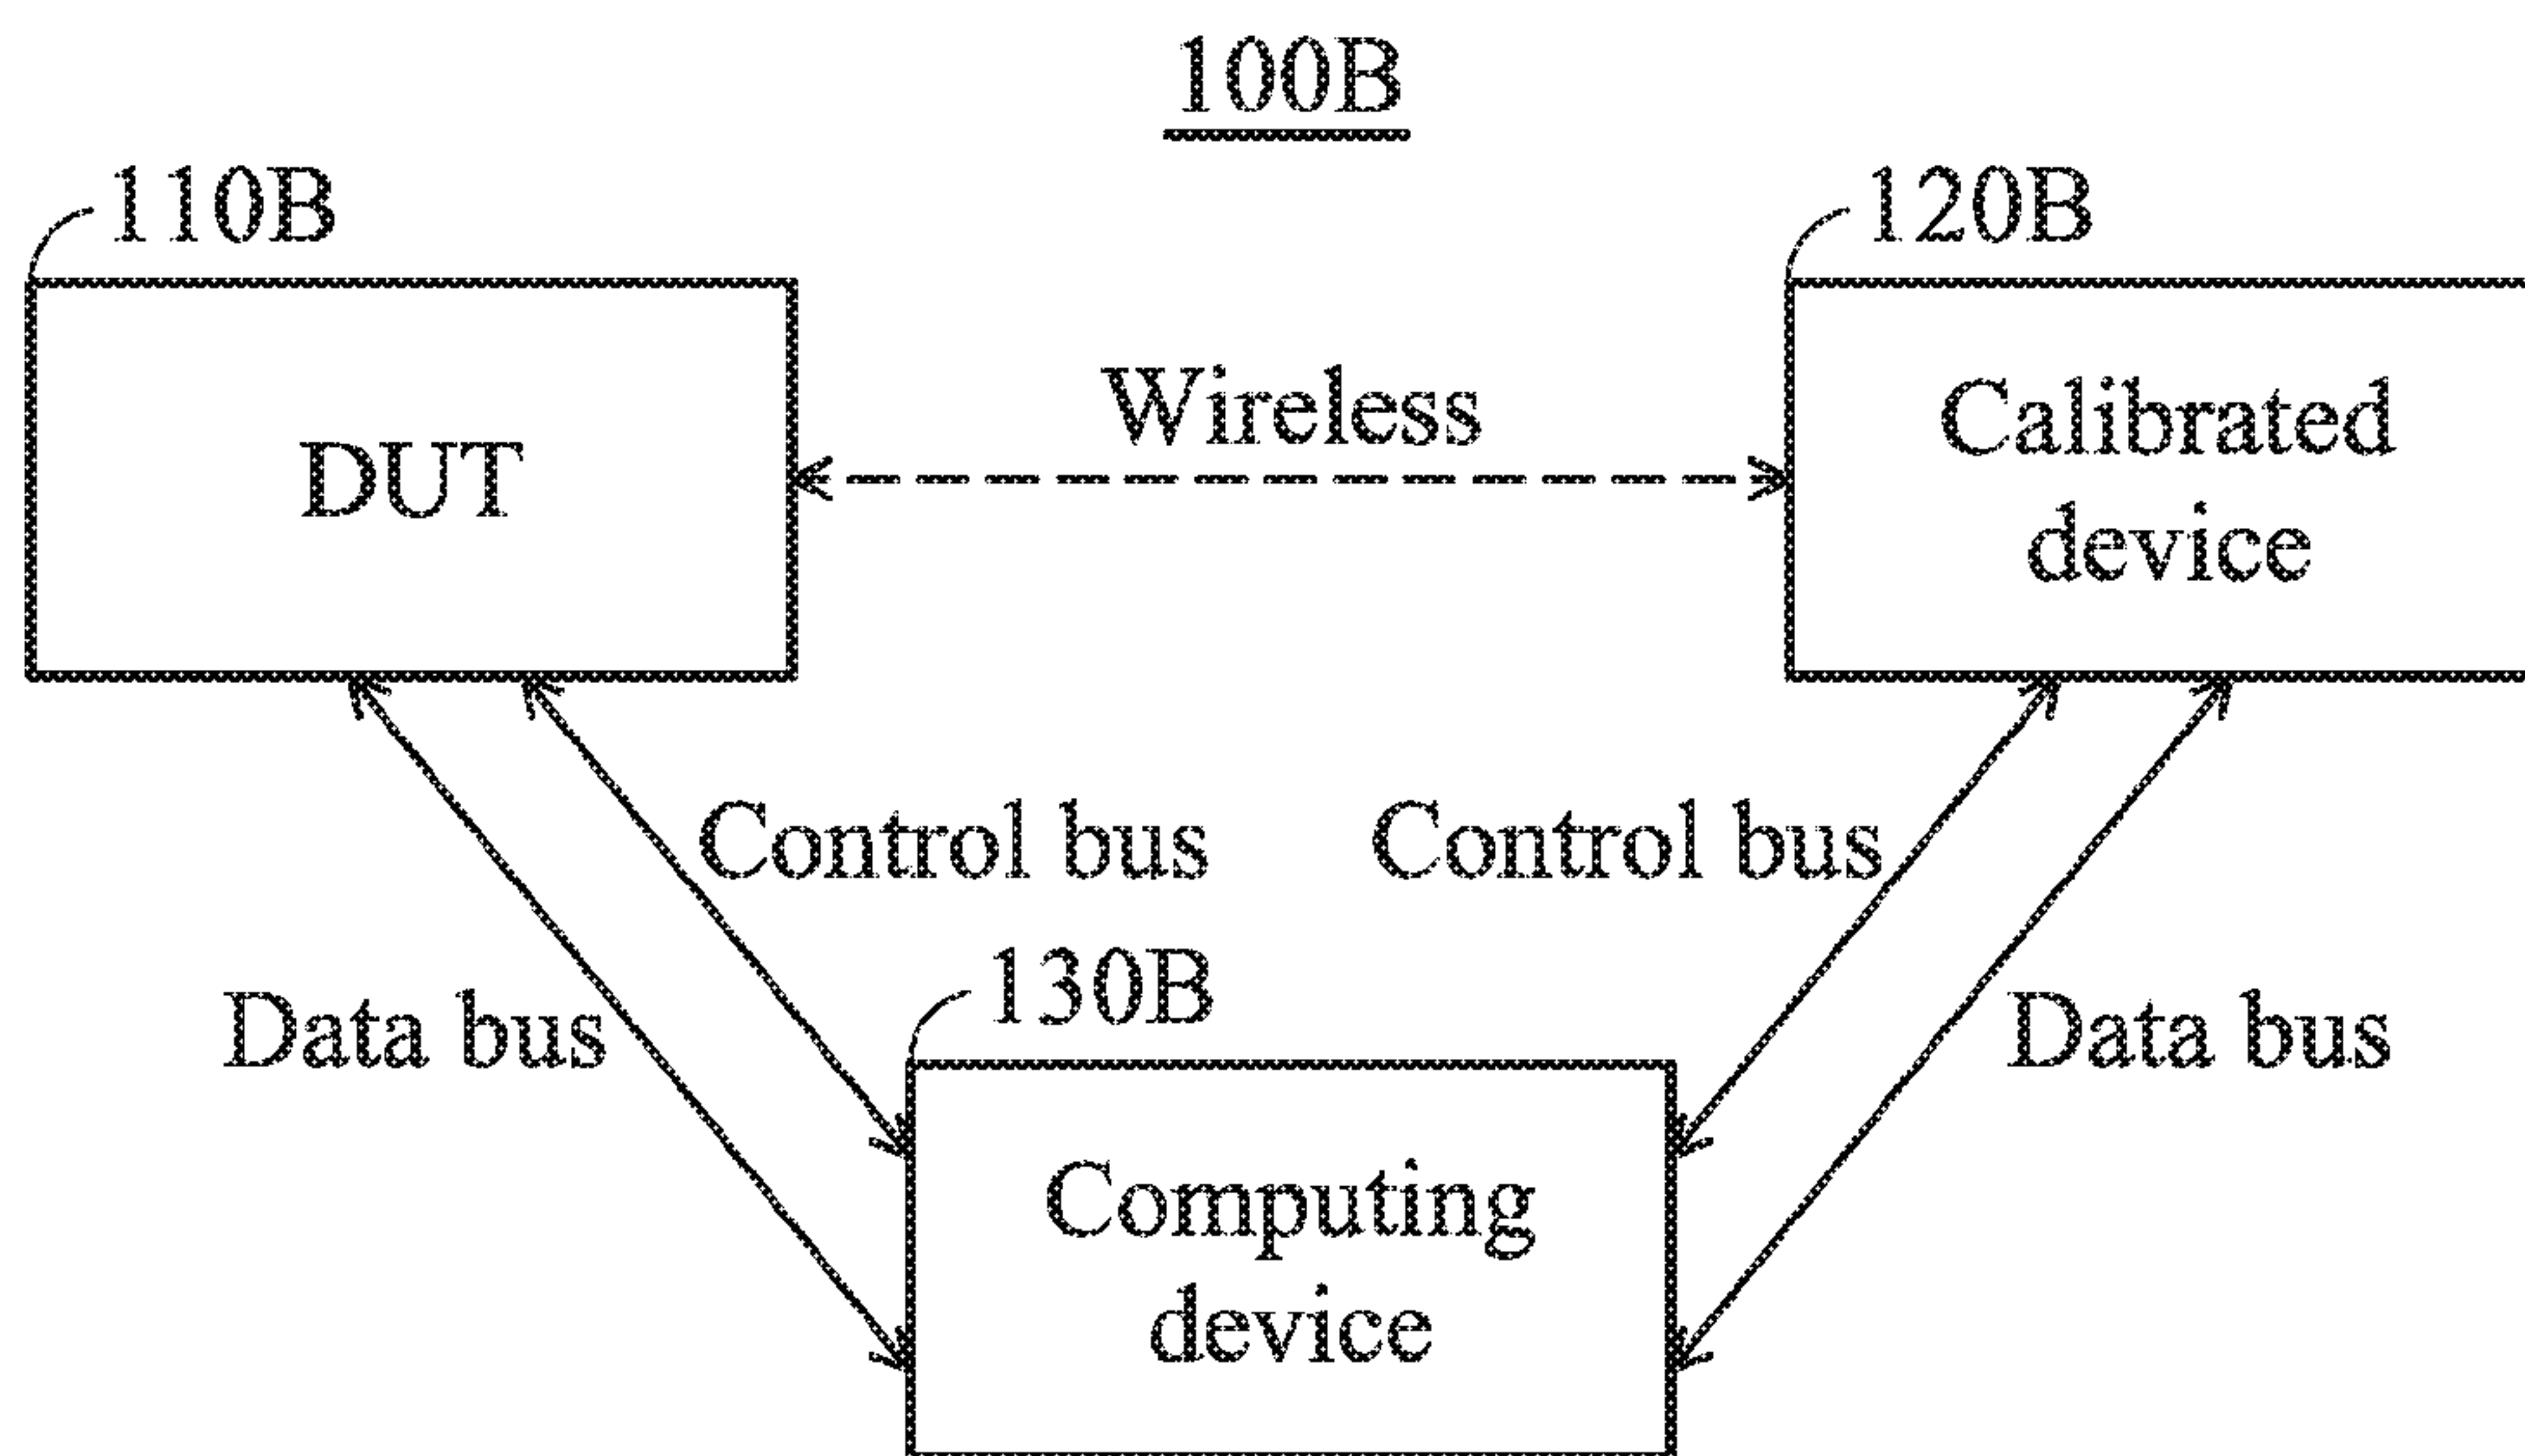 100B
110B
120B
Wireless
DUT
Calibrated
device
Control bus
Control bus
130B
Data bus
Data bus
Computing
device